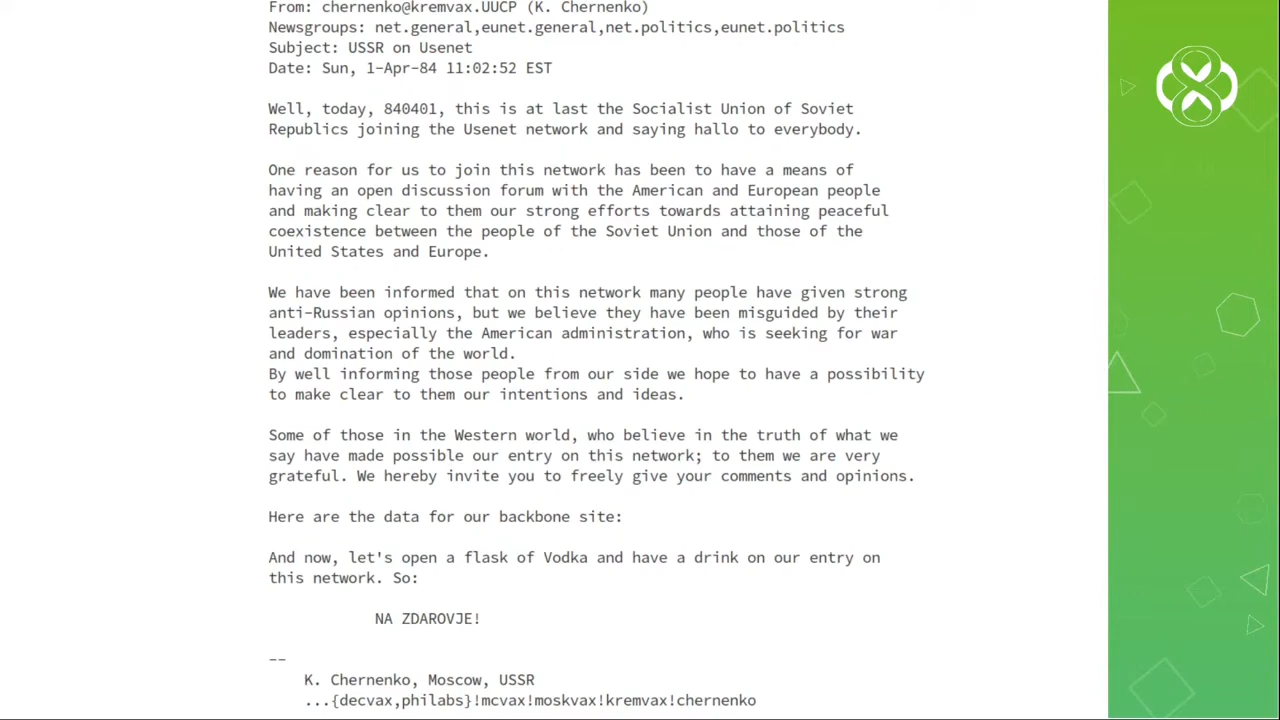 From: chernenko@kremvax.UUCP (K. Chernenko)
Newsgroups: net.general,eunet.general,net.politics,eunet.politics
Subject: USSR on Usenet
Date: Sun, 1-Apr-84 11:02:52 EST
Well, today, 840401, this is at last the Socialist Union of Soviet
Republics joining the Usenet network and saying hallo to everybody.
One reason for us to join this network has been to have a means of
having an open discussion forum with the American and European people
and making clear to them our strong efforts towards attaining peaceful
coexistence between the people of the Soviet Union and those of the
United States and Europe.
We have been informed that on this network many people have given strong
anti-Russian opinions, but we believe they have been misguided by their
leaders, especially the American administration, who is seeking for war
and domination of the world.
By well informing those people from our side we hope to have a possibility
to make clear to them our intentions and ideas.
Some of those in the Western world, who believe in the truth of what we
say have made possible our entry on this network; to them we are very
grateful. We hereby invite you to freely give your comments and opinions.
Here are the data for our backbone site:
And now, let's open a flask of Vodka and have a drink on our entry on
this network. So:
NA ZDAROVJE!
--
K. Chernenko, Moscow, USSR
...{decvax,philabs}!mcvax!moskvax!kremvax!chernenko